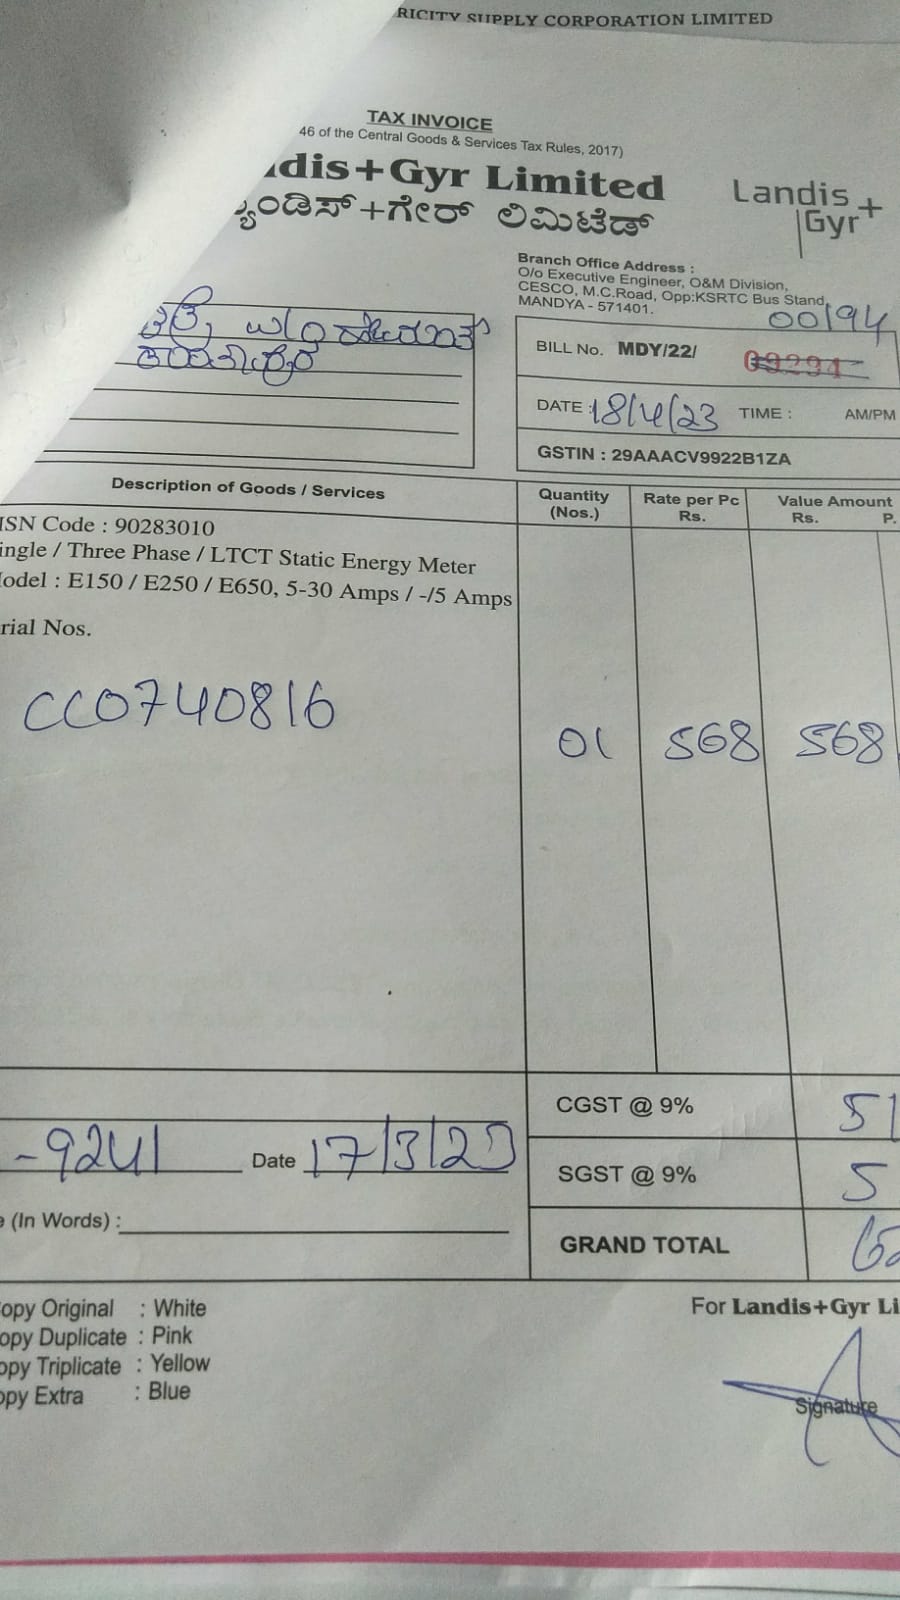 RICITY SUPPLY CORPORATION LIMITED
TAX INVOICE
46 of the Central Goods & Services Tax Rules, 2017)
ndis+Gyr Limited
Landis+
Gyr
ಲ್ಯಾಂಡಿಸ್+ಗೇರ್ ಲಿಮಿಟೆಡ್
Branch Office Address :
O/o Executive Engineer, O&M Division,
CESCO, M.C.Road, Opp:KSRTC Bus Stand,
MANDYA - 571401.
00194
BILL No. MDY/22/
DATE : 18/4/23 TIME : AM/PM
GSTIN : 29AAACV9922B1ZA
Description of Goods / Services Quantity (Nos.) Rate per Pc Rs. Value Amount Rs. P.
ISN Code : 90283010
ingle / Three Phase / LTCT Static Energy Meter
odel : E150 / E250 / E650, 5-30 Amps / -/5 Amps
rial Nos.
CC0740816 01 568 568
CGST @ 9% 51
-9241 Date 17/3/23
SGST @ 9% 5
e (In Words) :
GRAND TOTAL
opy Original : White
opy Duplicate : Pink
opy Triplicate : Yellow
opy Extra : Blue
For Landis+Gyr Li
Signature